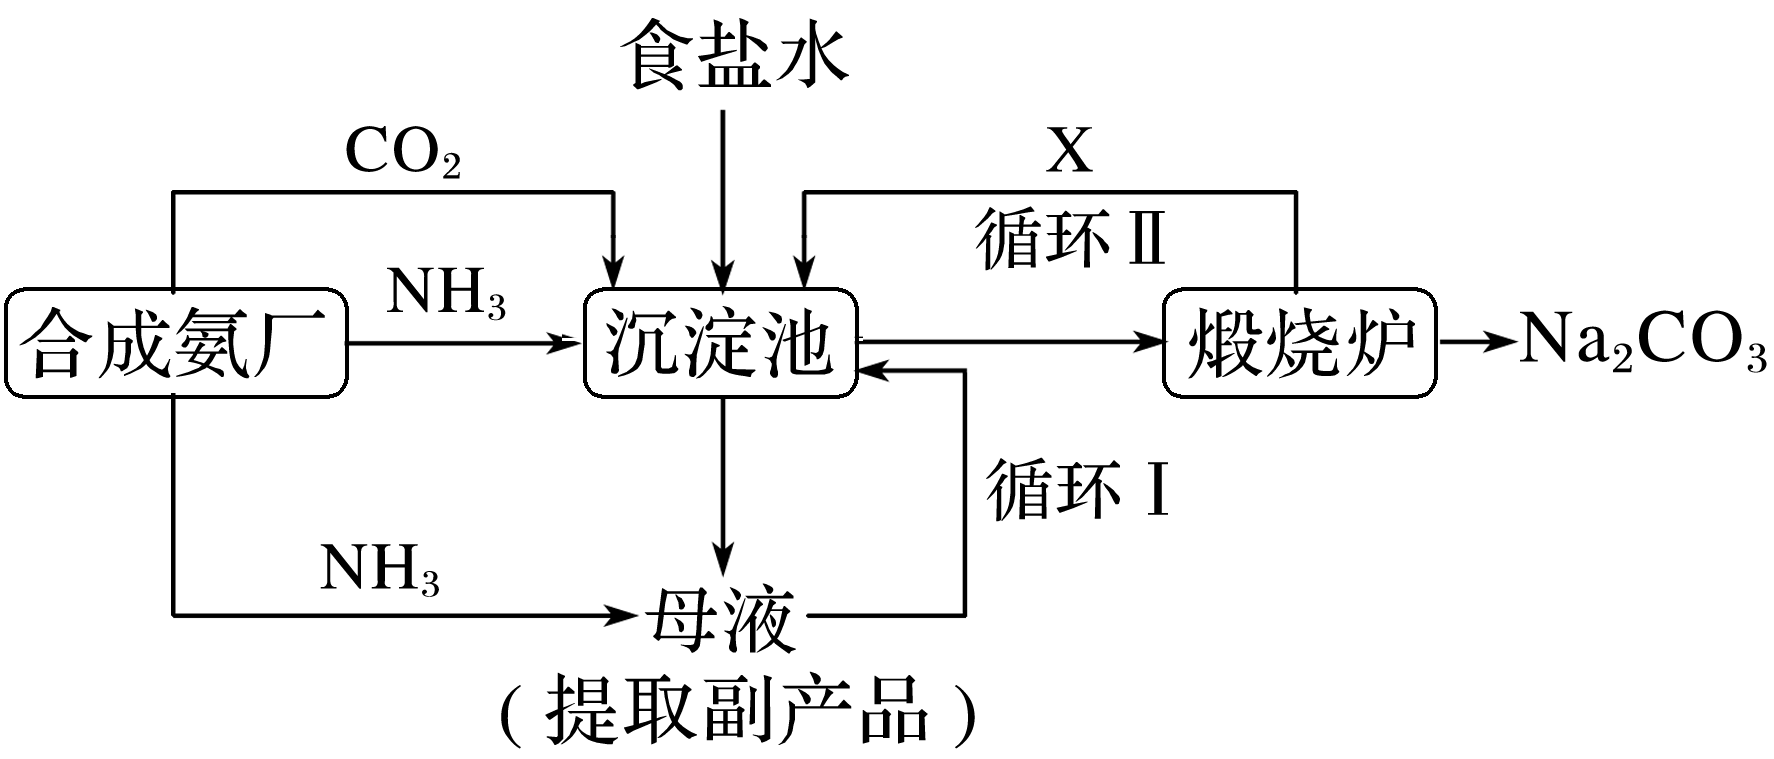 食盐水
CO₂
X
循环Ⅱ
NH₃
合成氨厂
沉淀池
煅烧炉
Na₂CO₃
循环Ⅰ
NH₃
母液
(提取副产品)